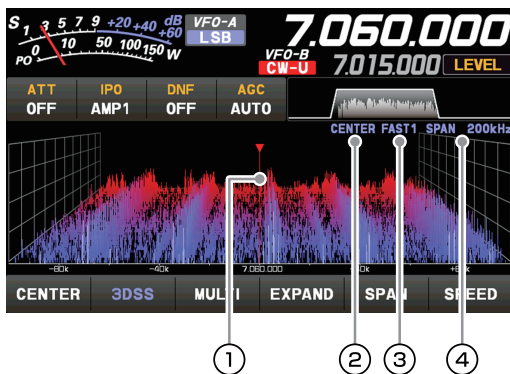 S 1 3 5 7 9 +20 +40 +60 dB
PO 0 10 50 100 150 W
VFO-A
LSB
7.060.000
VFO-B
CW-U
7.015.000
LEVEL
ATT IPO DNF AGC
OFF AMP1 OFF AUTO
CENTER FAST1 SPAN 200kHz
-80k -40k 7.060.000
CENTER 3DSS MULTI EXPAND SPAN SPEED
1 2 3 4